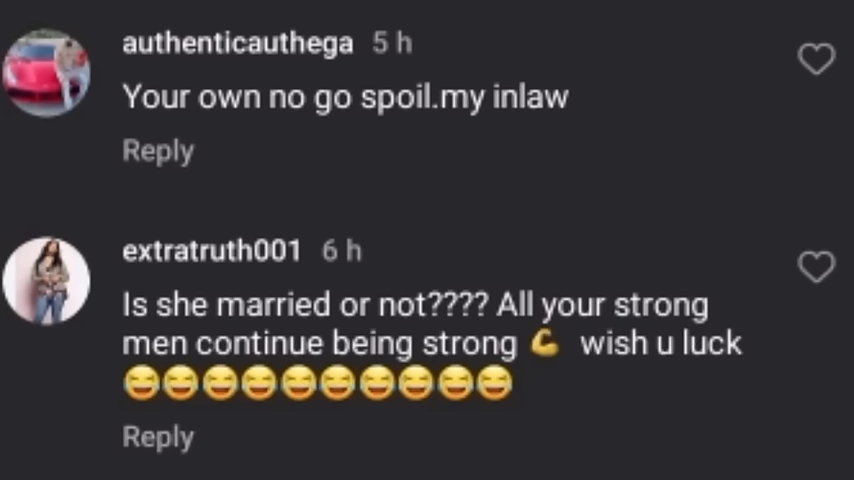 authenticauthega 5 h
Your own no go spoil.my inlaw
Reply
extratruth001 6 h
Is she married or not???? All your strong
men continue being strong 💪 wish u luck
😂😂😂😂😂😂😂😂😂😂
Reply